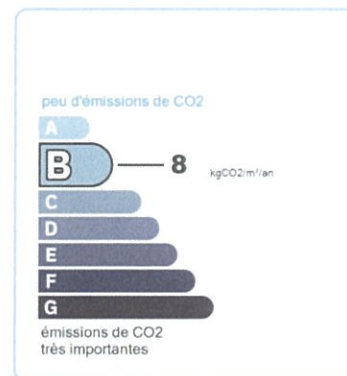 peu d'émissions de CO2
A
B 8 kgCO2/m²/an
C
D
E
F
G
émissions de CO2
très importantes